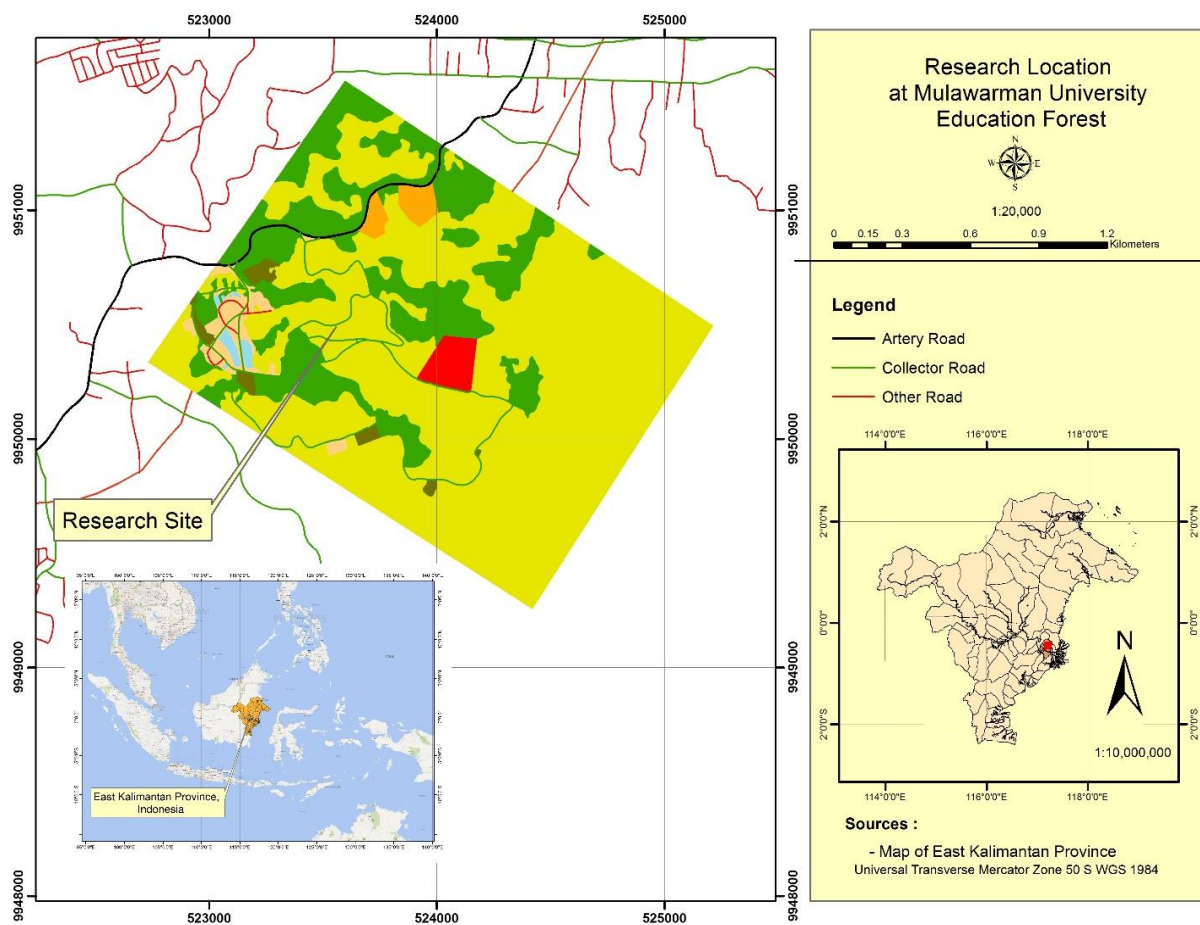 523000
524000
525000
9951000
9951000
9950000
9950000
9949000
9949000
9948000
9948000
523000
524000
525000
Research Site
East Kalimantan Province,
Indonesia
Research Location
at Mulawarman University
Education Forest
N
W
E
S
1:20,000
0
0.15
0.3
0.6
0.9
1.2
Kilometers
Legend
Artery Road
Collector Road
Other Road
114°0'0"E
116°0'0"E
118°0'0"E
2°0'0"N
2°0'0"N
0°0'0"
0°0'0"
2°0'0"S
2°0'0"S
N
1:10,000,000
114°0'0"E
116°0'0"E
118°0'0"E
Sources :
- Map of East Kalimantan Province
Universal Transverse Mercator Zone 50 S WGS 1984